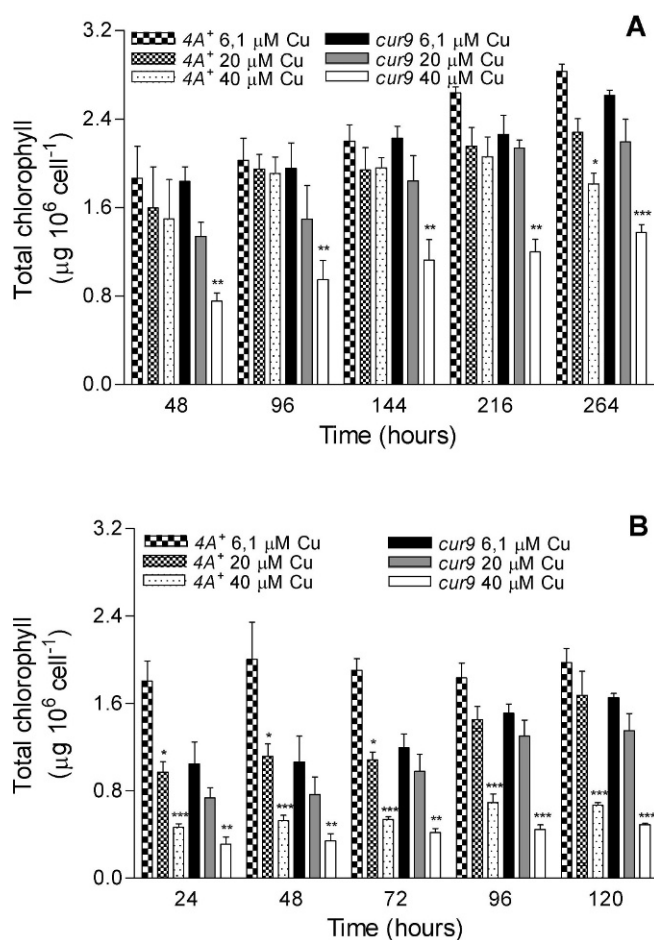 A
3.2
4A⁺ 6,1 μM Cu cur9 6,1 μM Cu
4A⁺ 20 μM Cu cur9 20 μM Cu
4A⁺ 40 μM Cu cur9 40 μM Cu
2.4
1.6
0.8
0.0
Total chlorophyll
(μg 10⁶ cell⁻¹)
** ** ** ** * ***
48 96 144 216 264
Time (hours)
B
3.2
4A⁺ 6,1 μM Cu cur9 6,1 μM Cu
4A⁺ 20 μM Cu cur9 20 μM Cu
4A⁺ 40 μM Cu cur9 40 μM Cu
2.4
1.6
0.8
0.0
Total chlorophyll
(μg 10⁶ cell⁻¹)
* *** ** * *** ** * *** ** *** *** *** ***
24 48 72 96 120
Time (hours)